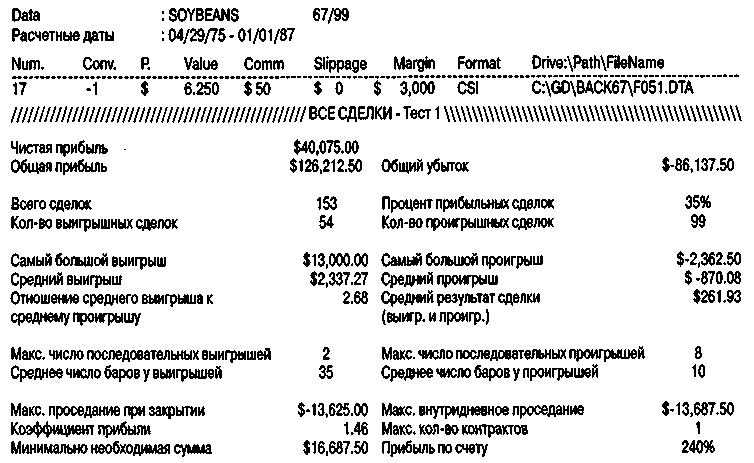 Data : SOYBEANS 67/99
Расчетные даты : 04/29/75 - 01/01/87
Num. Conv. P. Value Comm Slippage Margin Format Drive:\Path\FileName
17 -1 $ 6.250 $ 50 $ 0 $ 3,000 CSI C:\GD\BACK67\F051.DTA
////////////////////////////////////////////////// ВСЕ СДЕЛКИ - Тест 1 \\\\\\\\\\\\\\\\\\\\\\\\\\\\\\\\\\\\\\\\\\\\\\\\\\
Чистая прибыль $40,075.00
Общая прибыль $126,212.50 Общий убыток $-86,137.50
Всего сделок 153 Процент прибыльных сделок 35%
Кол-во выигрышных сделок 54 Кол-во проигрышных сделок 99
Самый большой выигрыш $13,000.00 Самый большой проигрыш $-2,362.50
Средний выигрыш $2,337.27 Средний проигрыш $ -870.08
Отношение среднего выигрыша к 2.68 Средний результат сделки $261.93
среднему проигрышу (выигр. и проигр.)
Макс. число последовательных выигрышей 2 Макс. число последовательных проигрышей 8
Среднее число баров у выигрышей 35 Среднее число баров у проигрышей 10
Макс. проседание при закрытии $-13,625.00 Макс. внутридневное проседание $-13,687.50
Коэффициент прибыли 1.46 Макс. кол-во контрактов 1
Минимально необходимая сумма $16,687.50 Прибыль по счету 240%